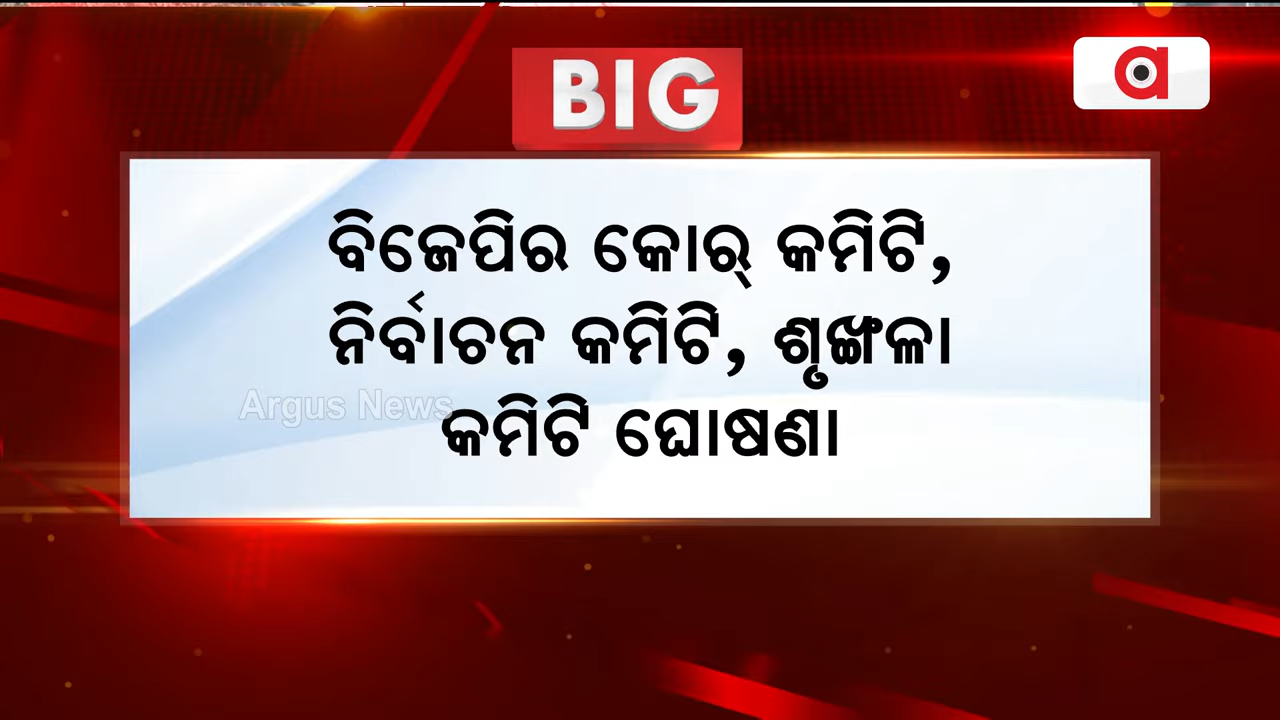 BIG
ବିଜେପିର କୋର୍ କମିଟି,
ନିର୍ବାଚନ କମିଟି, ଶୃଙ୍ଖଳା
Argus News
କମିଟି ଘୋଷଣା